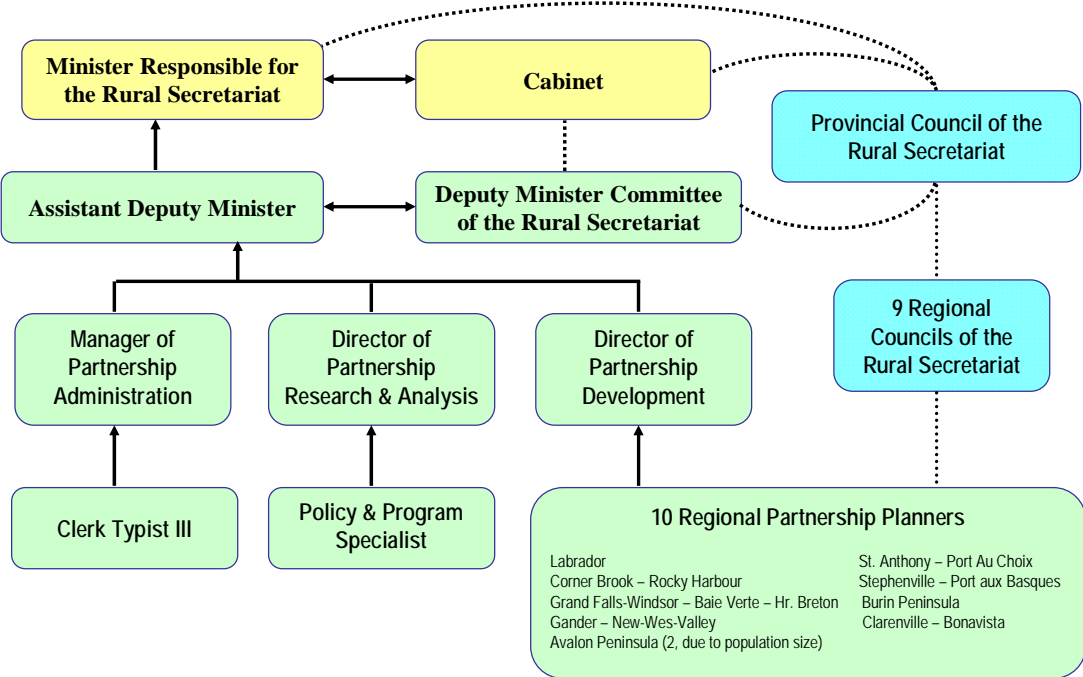 Minister Responsible for
the Rural Secretariat
Cabinet
Provincial Council of the
Rural Secretariat
Assistant Deputy Minister
Deputy Minister Committee
of the Rural Secretariat
9 Regional
Councils of the
Rural Secretariat
Manager of
Partnership
Administration
Director of
Partnership
Research & Analysis
Director of
Partnership
Development
Clerk Typist III
Policy & Program
Specialist
10 Regional Partnership Planners
Labrador
Corner Brook – Rocky Harbour
Grand Falls-Windsor – Baie Verte – Hr. Breton
Gander – New-Wes-Valley
Avalon Peninsula (2, due to population size)
St. Anthony – Port Au Choix
Stephenville – Port aux Basques
Burin Peninsula
Clarenville – Bonavista